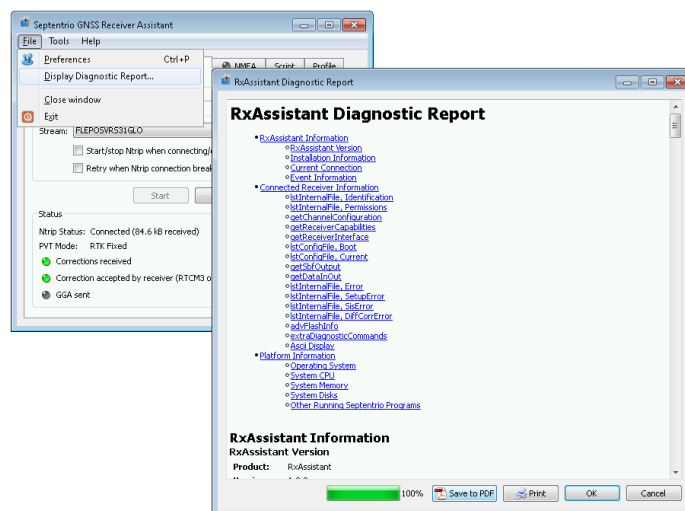 Septentrio GNSS Receiver Assistant
File Tools Help
Preferences Ctrl+P
Display Diagnostic Report...
Close window
Exit
NMEA Script Profile
Stream: FLEPOSVRS31GLO
Start/stop Ntrip when connecting/
Retry when Ntrip connection break
Start
Status
Ntrip Status: Connected (84.6 kB received)
PVT Mode: RTK Fixed
Corrections received
Correction accepted by receiver (RTCM3 o
GGA sent
RxAssistant Diagnostic Report
RxAssistant Diagnostic Report
RxAssistant Information
RxAssistant Version
Installation Information
Current Connection
Event Information
Connected Receiver Information
lstInternalFile, Identification
lstInternalFile, Permissions
getChannelConfiguration
getReceiverCapabilities
getReceiverInterface
lstConfigFile, Boot
lstConfigFile, Current
getSbfOutput
getDataInOut
lstInternalFile, Error
lstInternalFile, SetupError
lstInternalFile, SisError
lstInternalFile, DiffCorrError
advFlashInfo
extraDiagnosticCommands
Ascii Display
Platform Information
Operating System
System CPU
System Memory
System Disks
Other Running Septentrio Programs
RxAssistant Information
RxAssistant Version
Product: RxAssistant
100% Save to PDF Print OK Cancel